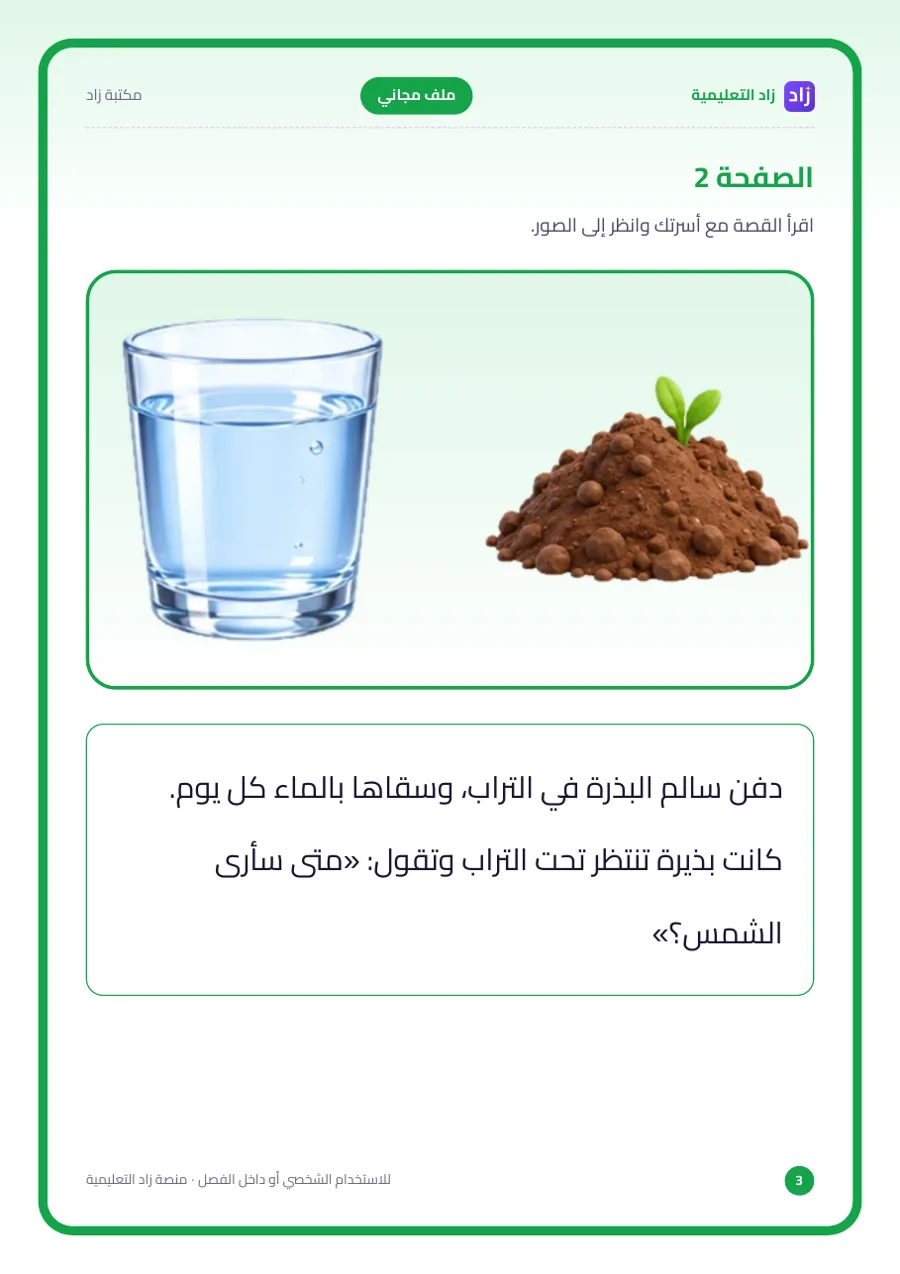 زاد
زاد التعليمية
ملف مجاني
مكتبة زاد
الصفحة 2
اقرأ القصة مع أسرتك وانظر إلى الصور.
دفن سالم البذرة في التراب، وسقاها بالماء كل يوم.
كانت بذيرة تنتظر تحت التراب وتقول: «متى سأرى
الشمس؟»
3
للاستخدام الشخصي أو داخل الفصل · منصة زاد التعليمية